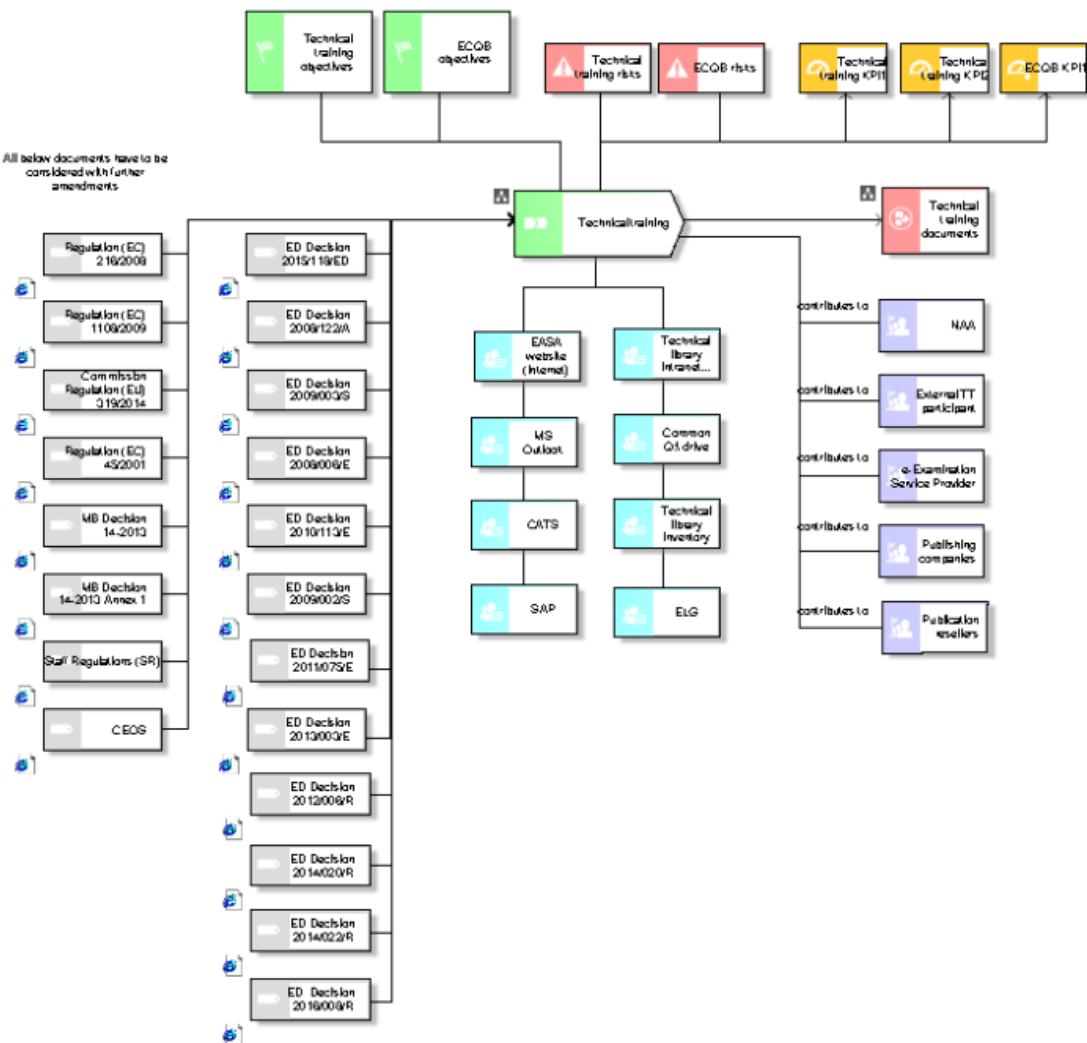 Technical
training
objectives
ECQB
objectives
Technical
training risks
ECQB risks
Technical
training KPI1
Technical
training KPI2
ECQB KPI1
All below documents have to be
considered with further
amendments
Technical training
Technical
training
documents
Regulation (EC)
216/2008
Regulation (EC)
1108/2009
Commission
Regulation (EU)
319/2014
Regulation (EC)
45/2001
MB Decision
14-2013
MB Decision
14-2013 Annex 1
Staff Regulations (SR)
CEOS
ED Decision
2015/118/ED
ED Decision
2008/122/A
ED Decision
2009/003/S
ED Decision
2008/006/E
ED Decision
2010/113/E
ED Decision
2009/002/S
ED Decision
2011/075/E
ED Decision
2013/003/E
ED Decision
2012/006/R
ED Decision
2014/020/R
ED Decision
2014/022/R
ED Decision
2016/008/R
EASA
website
(Internet)
MS
Outlook
CATS
SAP
Technical
library
Intranet...
Common
Q:\ drive
Technical
library
Inventory
contributes to
NAA
contributes to
External TT
participant
contributes to
e-Examination
Service Provider
contributes to
Publishing
companies
contributes to
Publication
resellers